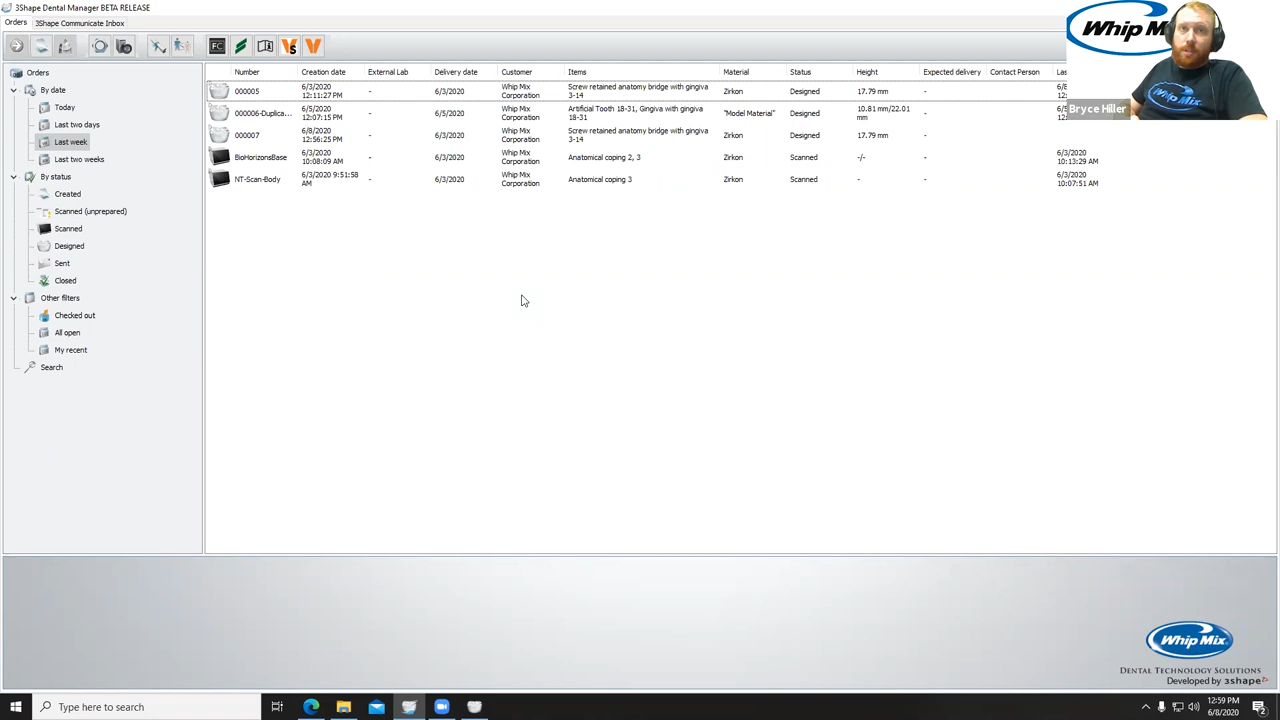 3Shape Dental Manager BETA RELEASE
Orders 3Shape Communicate Inbox
FC
Whip Mix
Bryce Hiller
Whip Mix
Orders
By date
Today
Last two days
Last week
Last two weeks
By status
Created
Scanned (unprepared)
Scanned
Designed
Sent
Closed
Other filters
Checked out
All open
My recent
Search
Number Creation date External Lab Delivery date Customer Items Material Status Height Expected delivery Contact Person
000005 6/3/2020 12:11:27 PM - 6/3/2020 Whip Mix Corporation Screw retained anatomy bridge with gingiva 3-14 Zirkon Designed 17.79 mm -
000006-Duplica... 6/5/2020 12:07:15 PM - 6/5/2020 Whip Mix Corporation Artificial Tooth 18-31, Gingiva with gingiva 18-31 "Model Material" Designed 10.81 mm/22.01 mm -
000007 6/8/2020 12:56:25 PM - 6/3/2020 Whip Mix Corporation Screw retained anatomy bridge with gingiva 3-14 Zirkon Designed 17.79 mm -
BioHorizonsBase 6/3/2020 10:08:09 AM - 6/3/2020 Whip Mix Corporation Anatomical coping 2, 3 Zirkon Scanned -/- - 6/3/2020 10:13:29 AM
NT-Scan-Body 6/3/2020 9:51:58 AM - 6/3/2020 Whip Mix Corporation Anatomical coping 3 Zirkon Scanned - - 6/3/2020 10:07:51 AM
Whip Mix
DENTAL TECHNOLOGY SOLUTIONS
Developed by 3shape
Type here to search
12:59 PM
6/8/2020
2